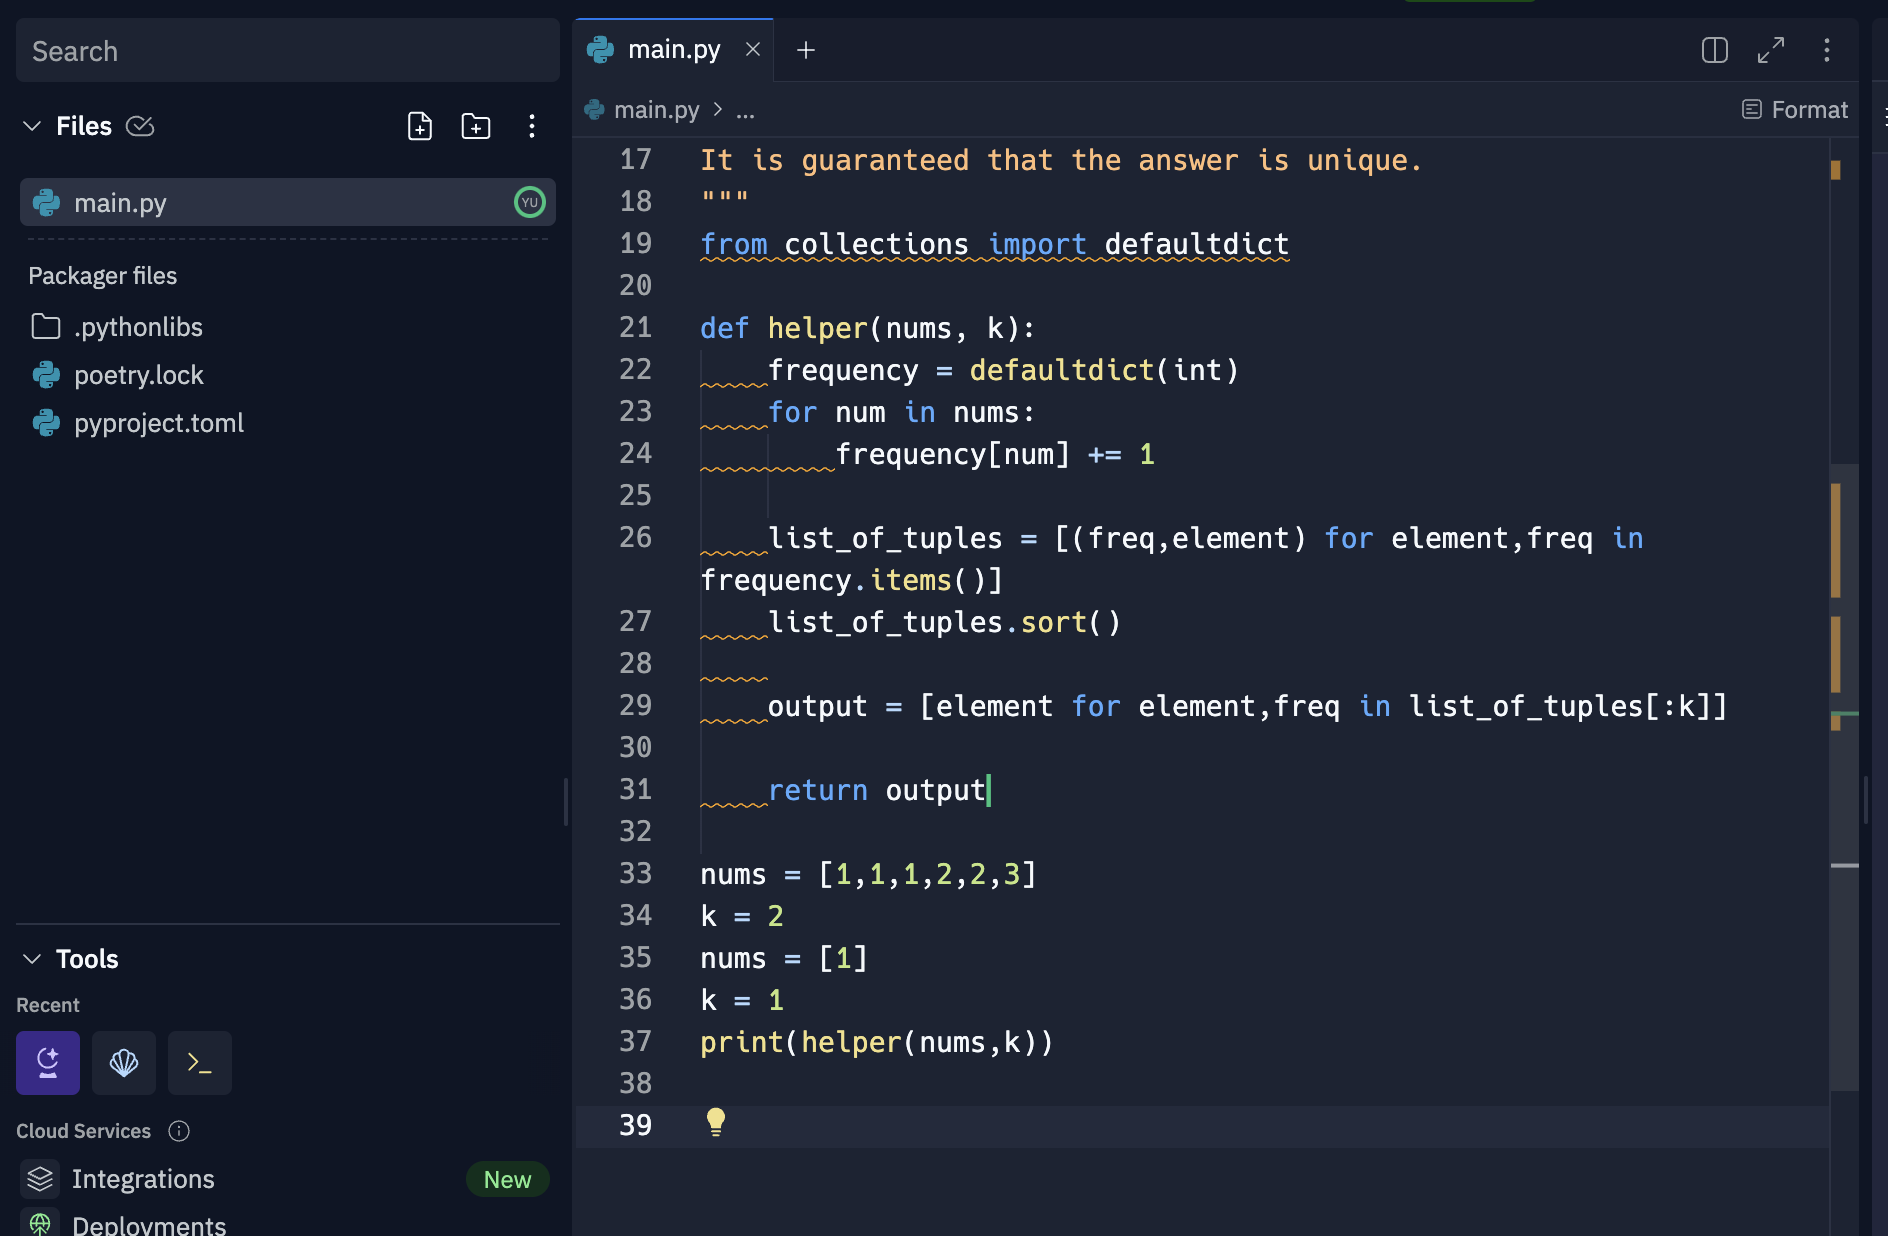 Search
Files
main.py
YU
Packager files
.pythonlibs
poetry.lock
pyproject.toml
Tools
Recent
Cloud Services
Integrations
New
Deployments
main.py
main.py > ...
Format
17 It is guaranteed that the answer is unique.
18 """
19 from collections import defaultdict
20
21 def helper(nums, k):
22     frequency = defaultdict(int)
23     for num in nums:
24         frequency[num] += 1
25
26     list_of_tuples = [(freq,element) for element,freq in
frequency.items()]
27     list_of_tuples.sort()
28
29     output = [element for element,freq in list_of_tuples[:k]]
30
31     return output
32
33 nums = [1,1,1,2,2,3]
34 k = 2
35 nums = [1]
36 k = 1
37 print(helper(nums,k))
38
39